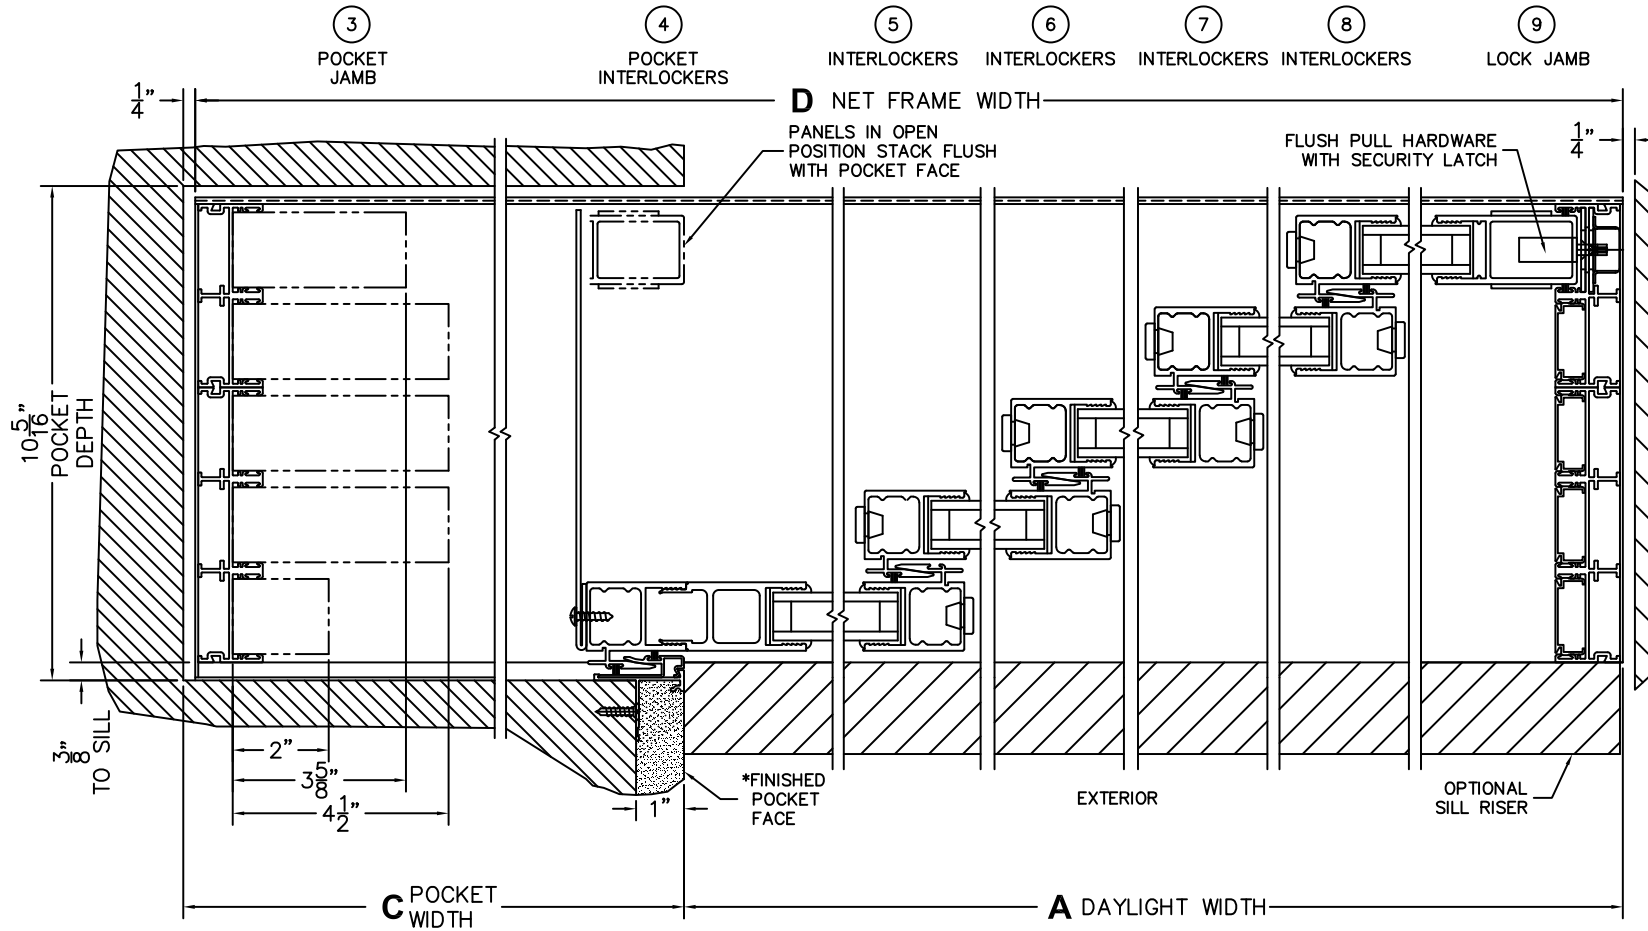 3
POCKET
JAMB
4
POCKET
INTERLOCKERS
5
INTERLOCKERS
6
INTERLOCKERS
7
INTERLOCKERS
8
INTERLOCKERS
9
LOCK JAMB
1/4"
D NET FRAME WIDTH
PANELS IN OPEN
POSITION STACK FLUSH
WITH POCKET FACE
FLUSH PULL HARDWARE
WITH SECURITY LATCH
1/4"
10 5/16"
POCKET
DEPTH
3/8"
TO SILL
2"
3 5/8"
4 1/2"
1"
*FINISHED
POCKET
FACE
EXTERIOR
OPTIONAL
SILL RISER
C POCKET
WIDTH
A DAYLIGHT WIDTH